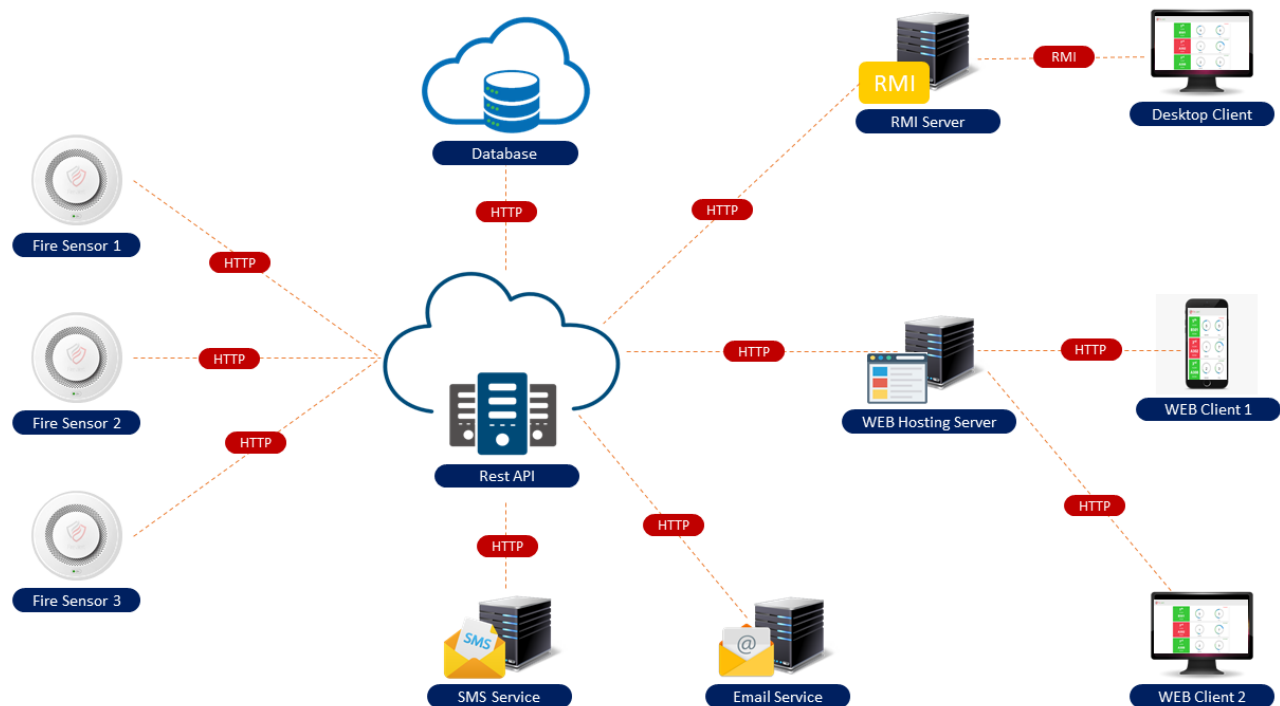 RMI
RMI
RMI Server
Desktop Client
Database
HTTP
HTTP
Fire Sensor 1
HTTP
HTTP
Fire Sensor 2
HTTP
HTTP
WEB Hosting Server
WEB Client 1
HTTP
Rest API
HTTP
HTTP
HTTP
Fire Sensor 3
SMS
@
SMS Service
Email Service
WEB Client 2